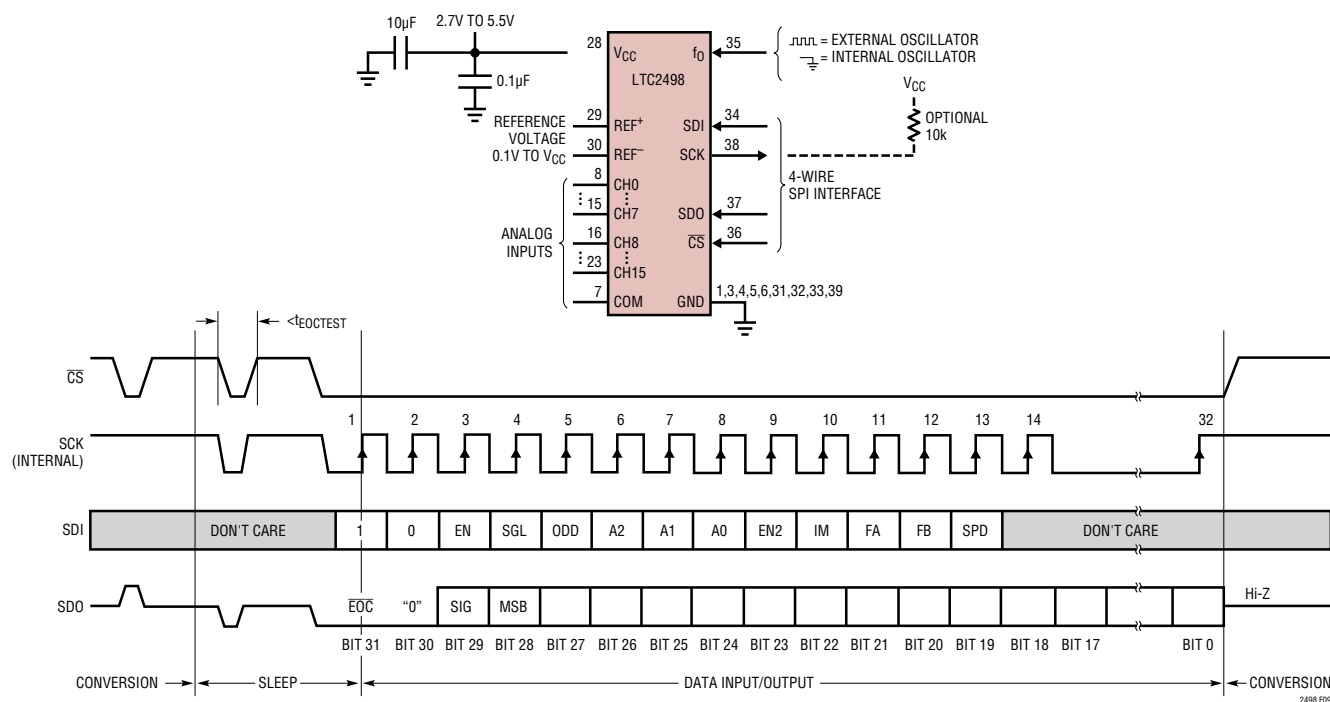 10µF
2.7V TO 5.5V
0.1µF
28
VCC
fO
35
LTC2498
= EXTERNAL OSCILLATOR
= INTERNAL OSCILLATOR
VCC
OPTIONAL
10k
REFERENCE
VOLTAGE
0.1V TO VCC
29
REF+
SDI
34
30
REF–
SCK
38
4-WIRE
SPI INTERFACE
ANALOG
INPUTS
8
CH0
15
CH7
SDO
37
16
CH8
CS
36
23
CH15
7
COM
GND
1,3,4,5,6,31,32,33,39
<tEOCTEST
CS
SCK
(INTERNAL)
1 2 3 4 5 6 7 8 9 10 11 12 13 14 32
SDI
DON'T CARE 1 0 EN SGL ODD A2 A1 A0 EN2 IM FA FB SPD DON'T CARE
SDO
EOC “0” SIG MSB Hi-Z
BIT 31 BIT 30 BIT 29 BIT 28 BIT 27 BIT 26 BIT 25 BIT 24 BIT 23 BIT 22 BIT 21 BIT 20 BIT 19 BIT 18 BIT 17 BIT 0
CONVERSION SLEEP DATA INPUT/OUTPUT CONVERSION
2498 F09